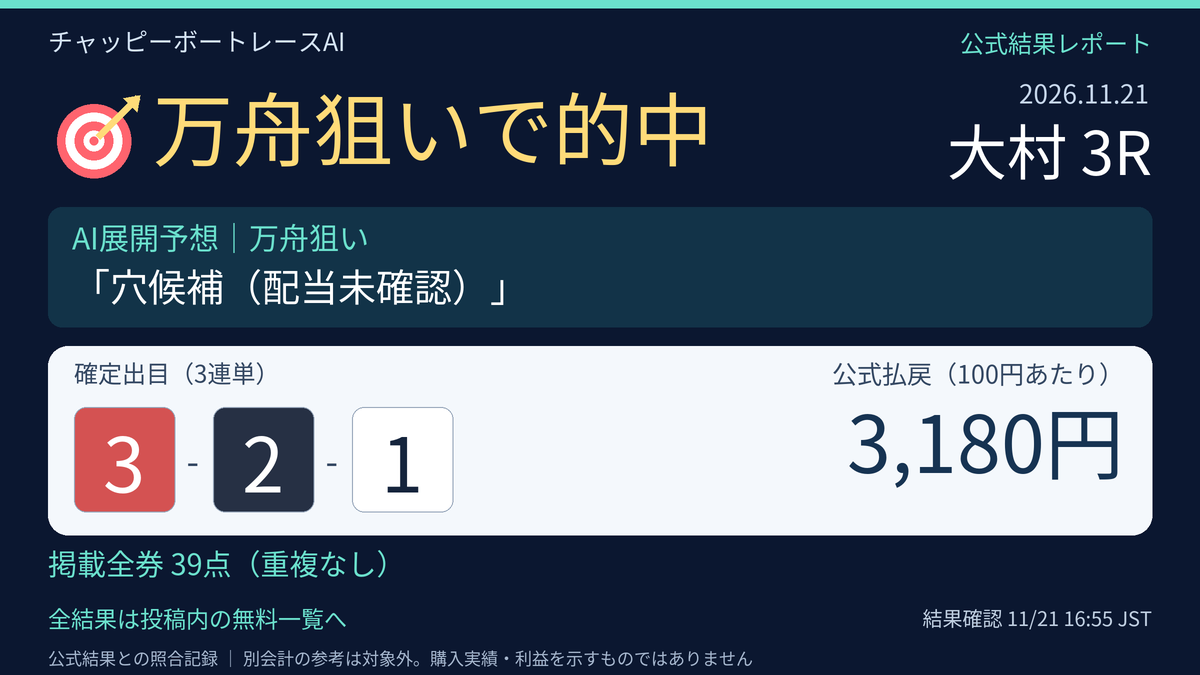 チャッピーボートレースAI
公式結果レポート
2026.11.21
万舟狙いで的中
大村 3R
AI展開予想｜万舟狙い
「穴候補（配当未確認）」
確定出目（3連単）
公式払戻（100円あたり）
3 - 2 - 1
3,180円
掲載全券 39点（重複なし）
全結果は投稿内の無料一覧へ
結果確認 11/21 16:55 JST
公式結果との照合記録｜別会計の参考は対象外。購入実績・利益を示すものではありません